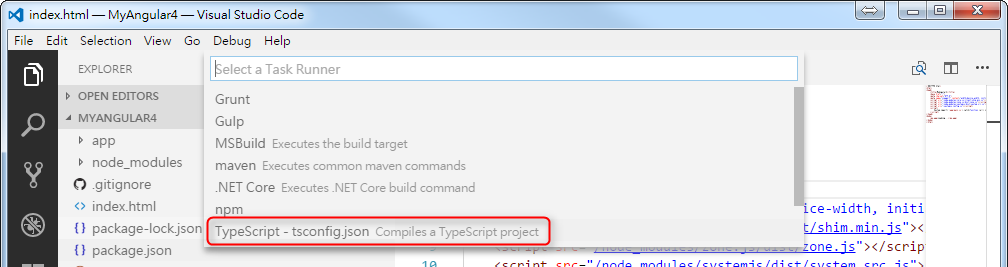 index.html — MyAngular4 — Visual Studio Code
File Edit Selection View Go Debug Help
EXPLORER
OPEN EDITORS
MYANGULAR4
app
node_modules
.gitignore
index.html
package-lock.json
package.json
Select a Task Runner
Grunt
Gulp
MSBuild Executes the build target
maven Executes common maven commands
.NET Core Executes .NET Core build command
npm
TypeScript - tsconfig.json Compiles a TypeScript project
ice-width, initi
t/shim.min.js"></
></script
10 <script src="/node_modules/systemjs/dist/system.src.js">